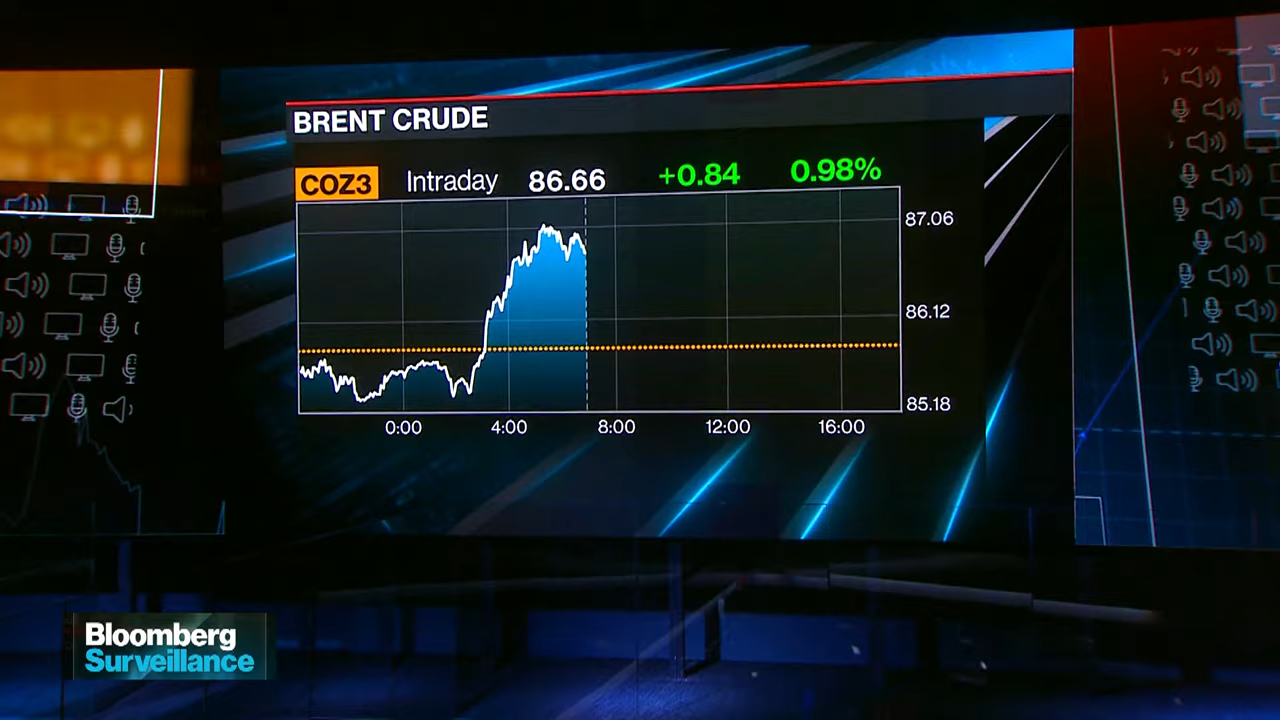 BRENT CRUDE
COZ3 Intraday 86.66 +0.84 0.98%
87.06
86.12
85.18
0:00 4:00 8:00 12:00 16:00
Bloomberg
Surveillance